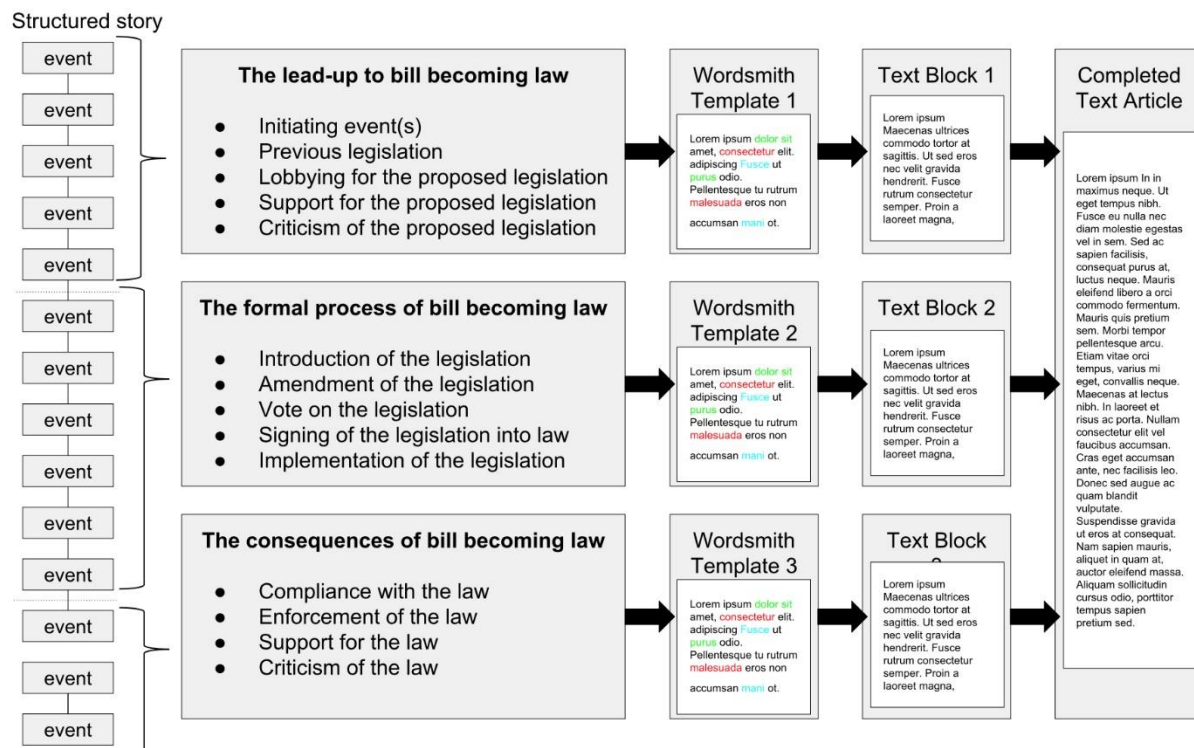 Structured story
event
event
event
event
event
event
event
event
event
event
event
event
event
event
The lead-up to bill becoming law
● Initiating event(s)
● Previous legislation
● Lobbying for the proposed legislation
● Support for the proposed legislation
● Criticism of the proposed legislation
Wordsmith
Template 1
Lorem ipsum dolor sit
amet, consectetur elit.
adipiscing Fusce ut
purus odio.
Pellentesque tu rutrum
malesuada eros non
accumsan mani ot.
Text Block 1
Lorem ipsum
Maecenas ultrices
commodo tortor at
sagittis. Ut sed eros
nec velit gravida
hendrerit. Fusce
rutrum consectetur
semper. Proin a
laoreet magna,
The formal process of bill becoming law
● Introduction of the legislation
● Amendment of the legislation
● Vote on the legislation
● Signing of the legislation into law
● Implementation of the legislation
Wordsmith
Template 2
Lorem ipsum dolor sit
amet, consectetur elit.
adipiscing Fusce ut
purus odio.
Pellentesque tu rutrum
malesuada eros non
accumsan mani ot.
Text Block 2
Lorem ipsum
Maecenas ultrices
commodo tortor at
sagittis. Ut sed eros
nec velit gravida
hendrerit. Fusce
rutrum consectetur
semper. Proin a
laoreet magna,
The consequences of bill becoming law
● Compliance with the law
● Enforcement of the law
● Support for the law
● Criticism of the law
Wordsmith
Template 3
Lorem ipsum dolor sit
amet, consectetur elit.
adipiscing Fusce ut
purus odio.
Pellentesque tu rutrum
malesuada eros non
accumsan mani ot.
Text Block
Lorem ipsum
Maecenas ultrices
commodo tortor at
sagittis. Ut sed eros
nec velit gravida
hendrerit. Fusce
rutrum consectetur
semper. Proin a
laoreet magna,
Completed
Text Article
Lorem ipsum In in
maximus neque. Ut
eget tempus nibh.
Fusce eu nulla nec
diam molestie egestas
vel in sem. Sed ac
sapien facilisis,
consequat purus at,
luctus neque. Mauris
eleifend libero a orci
commodo fermentum.
Mauris quis pretium
sem. Morbi tempor
pellentesque arcu.
Etiam vitae orci
tempus, varius mi
eget, convallis neque.
Maecenas at lectus
nibh. In laoreet et
risus ac porta. Nullam
consectetur elit vel
faucibus accumsan.
Cras eget accumsan
ante, nec facilisis leo.
Donec sed augue ac
quam blandit
vulputate.
Suspendisse gravida
ut eros at consequat.
Nam sapien mauris,
aliquet in quam at,
auctor eleifend massa.
Aliquam sollicitudin
cursus odio, porttitor
tempus sapien
pretium sed.